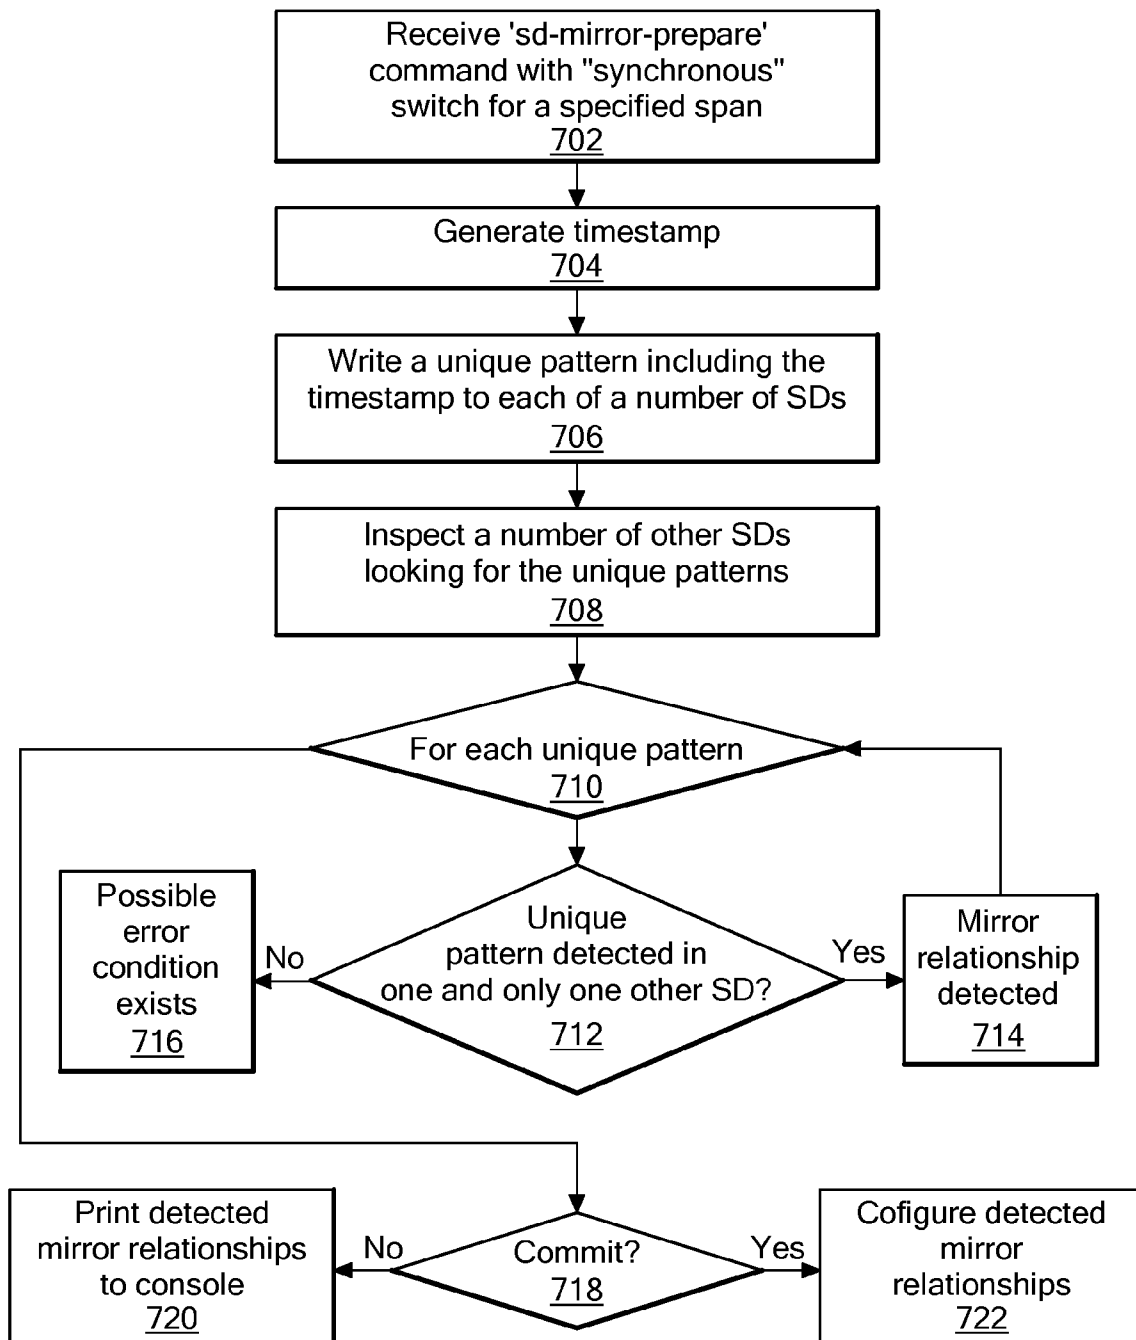 Receive 'sd-mirror-prepare'
command with "synchronous"
switch for a specified span
702
Generate timestamp
704
Write a unique pattern including the
timestamp to each of a number of SDs
706
Inspect a number of other SDs
looking for the unique patterns
708
For each unique pattern
710
Possible
error
condition
exists
716
No
Unique
pattern detected in
one and only one other SD?
712
Yes
Mirror
relationship
detected
714
Print detected
mirror relationships
to console
720
No
Commit?
718
Yes
Cofigure detected
mirror
relationships
722